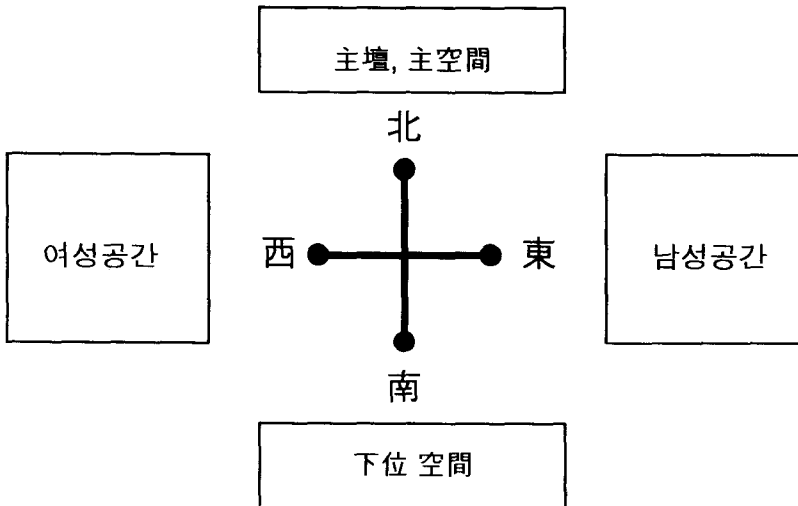 主壇, 主空間
北
여성공간
西
東
남성공간
南
下位 空間